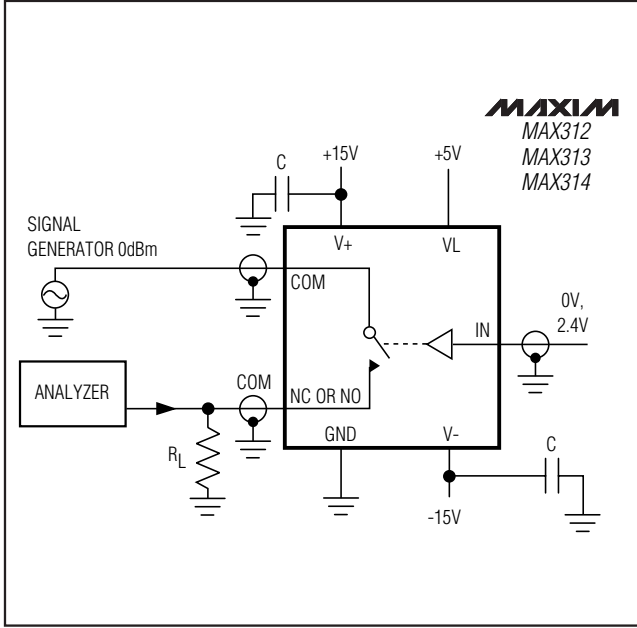 MAXIM
MAX312
MAX313
MAX314
C
+15V
+5V
SIGNAL
GENERATOR 0dBm
V+
VL
COM
0V,
2.4V
IN
ANALYZER
COM
NC OR NO
RL
GND
V-
C
-15V